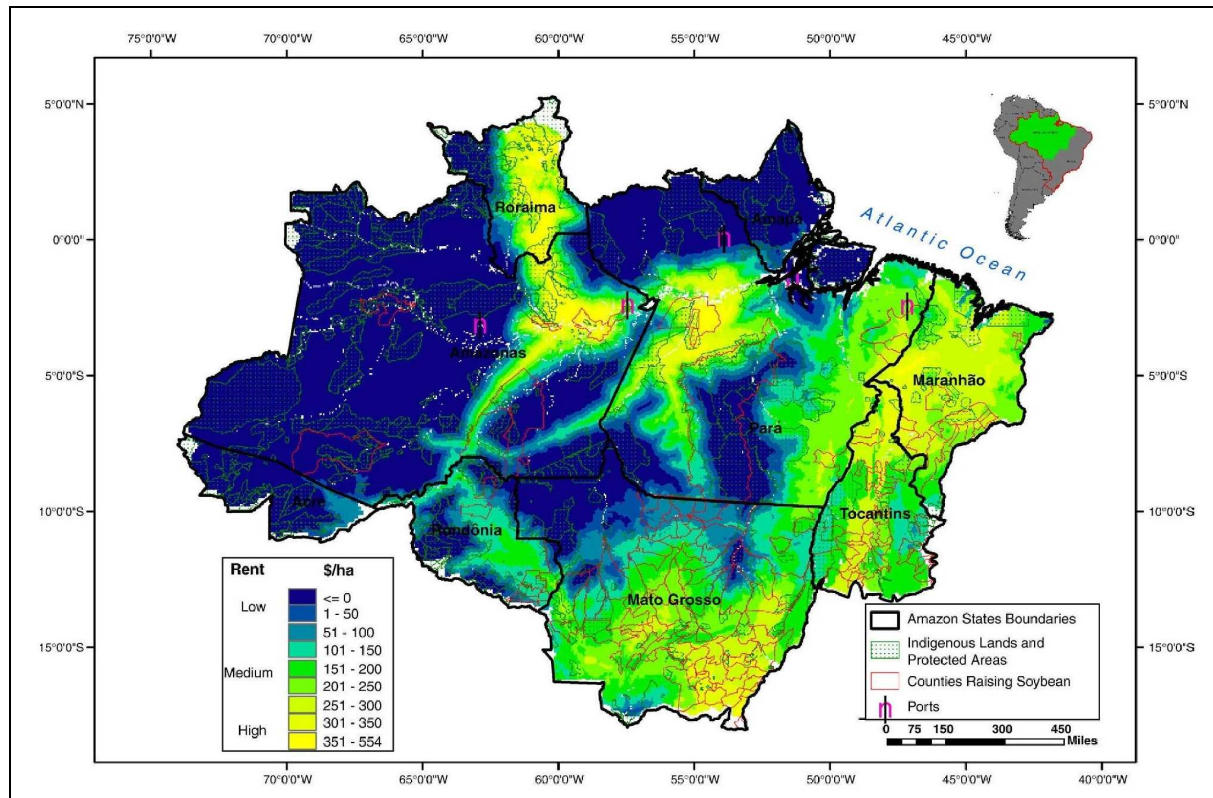 75°0'0"W 70°0'0"W 65°0'0"W 60°0'0"W 55°0'0"W 50°0'0"W 45°0'0"W
5°0'0"N 5°0'0"N
Roraima
Amapá
Atlantic Ocean
0°0'0" 0°0'0"
n
n
n
n
Amazonas
Maranhão
5°0'0"S 5°0'0"S
Pará
Acre
Tocantins
10°0'0"S 10°0'0"S
Rondônia
Mato Grosso
Rent $/ha
Low
<= 0
1 - 50
51 - 100
101 - 150
Medium
151 - 200
201 - 250
251 - 300
High
301 - 350
351 - 554
15°0'0"S 15°0'0"S
Amazon States Boundaries
Indigenous Lands and
Protected Areas
Counties Raising Soybean
n Ports
0 75 150 300 450
Miles
70°0'0"W 65°0'0"W 60°0'0"W 55°0'0"W 50°0'0"W 45°0'0"W 40°0'0"W